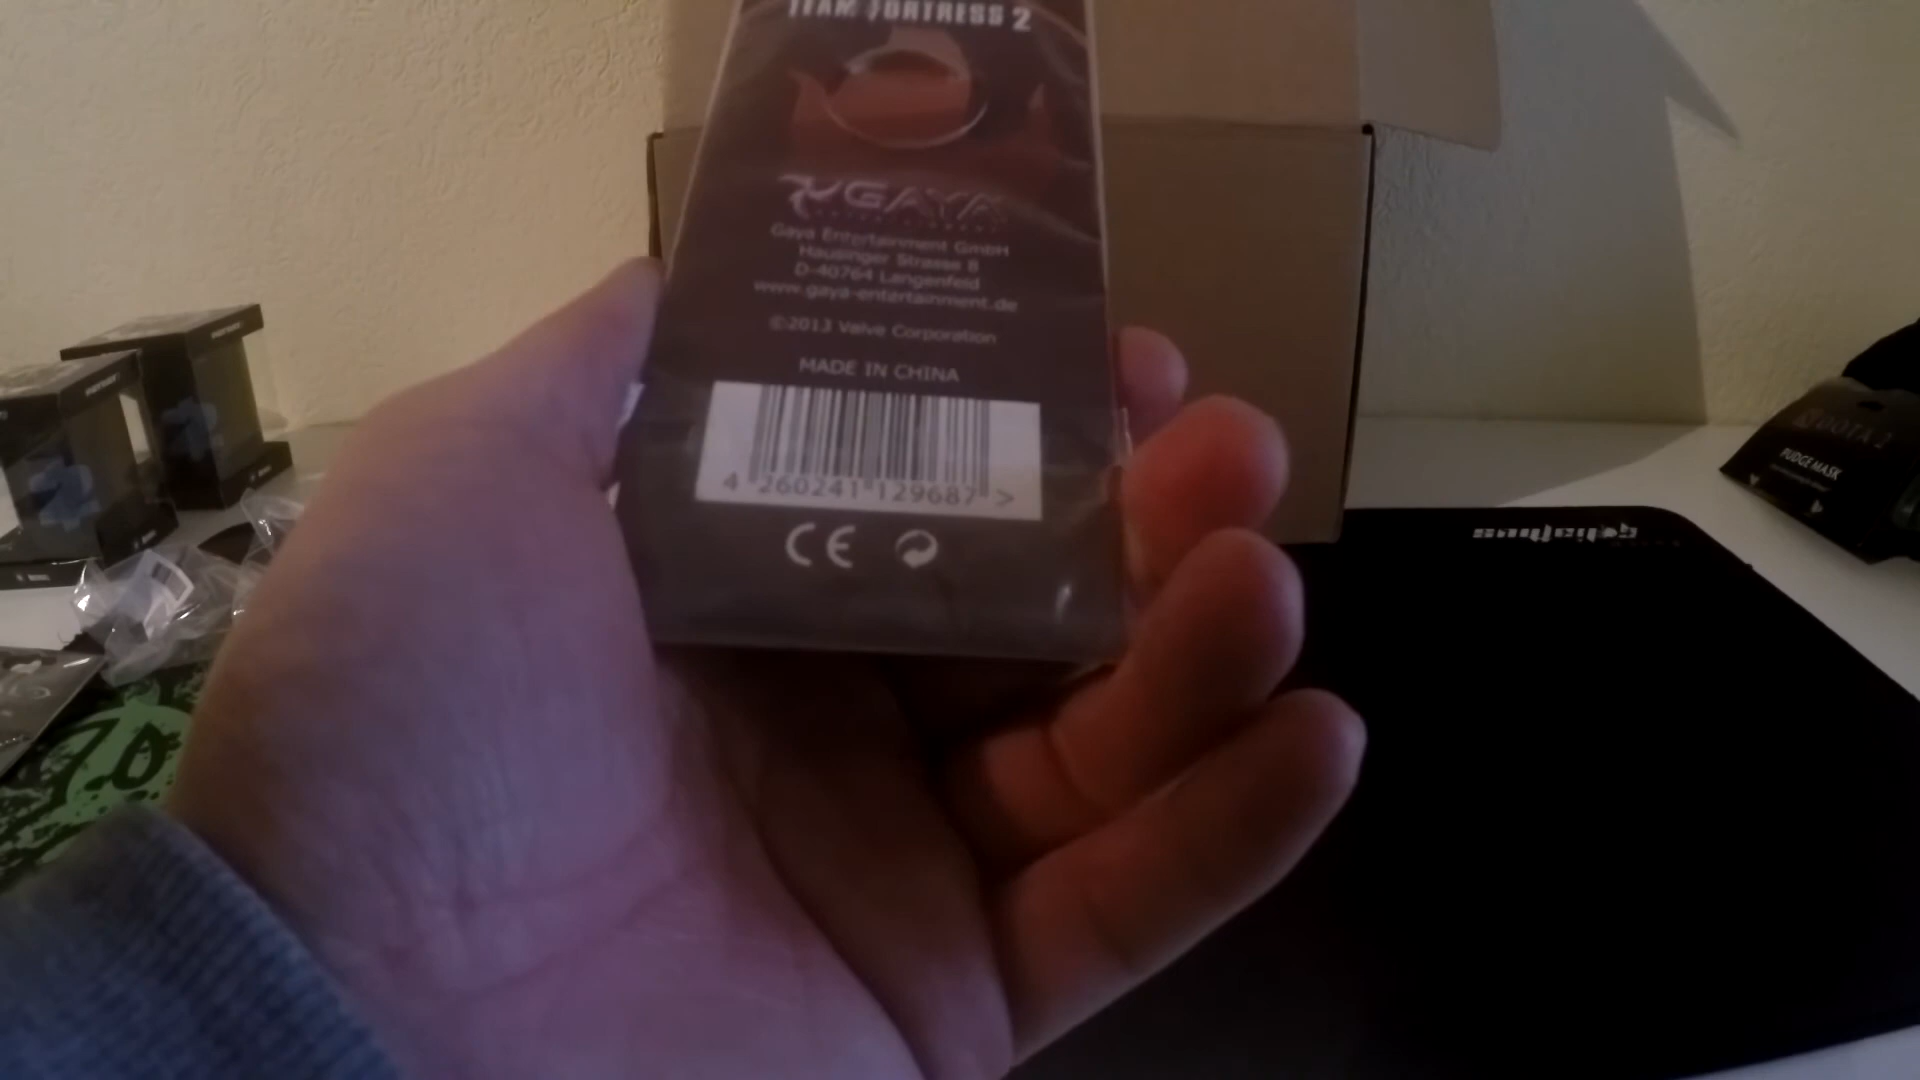 TEAM FORTRESS 2
GAYA
Gaya Entertainment GmbH
Hausinger Strasse 8
D-40764 Langenfeld
www.gaya-entertainment.de
©2013 Valve Corporation
MADE IN CHINA
4 260241 129687 >
CE
DOTA 2
PUDGE MASK